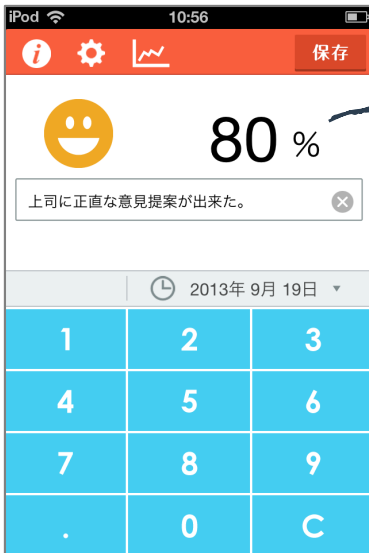 iPod 10:56
i 保存
80 %
上司に正直な意見提案が出来た。
2013年 9月 19日
1 2 3
4 5 6
7 8 9
. 0 C